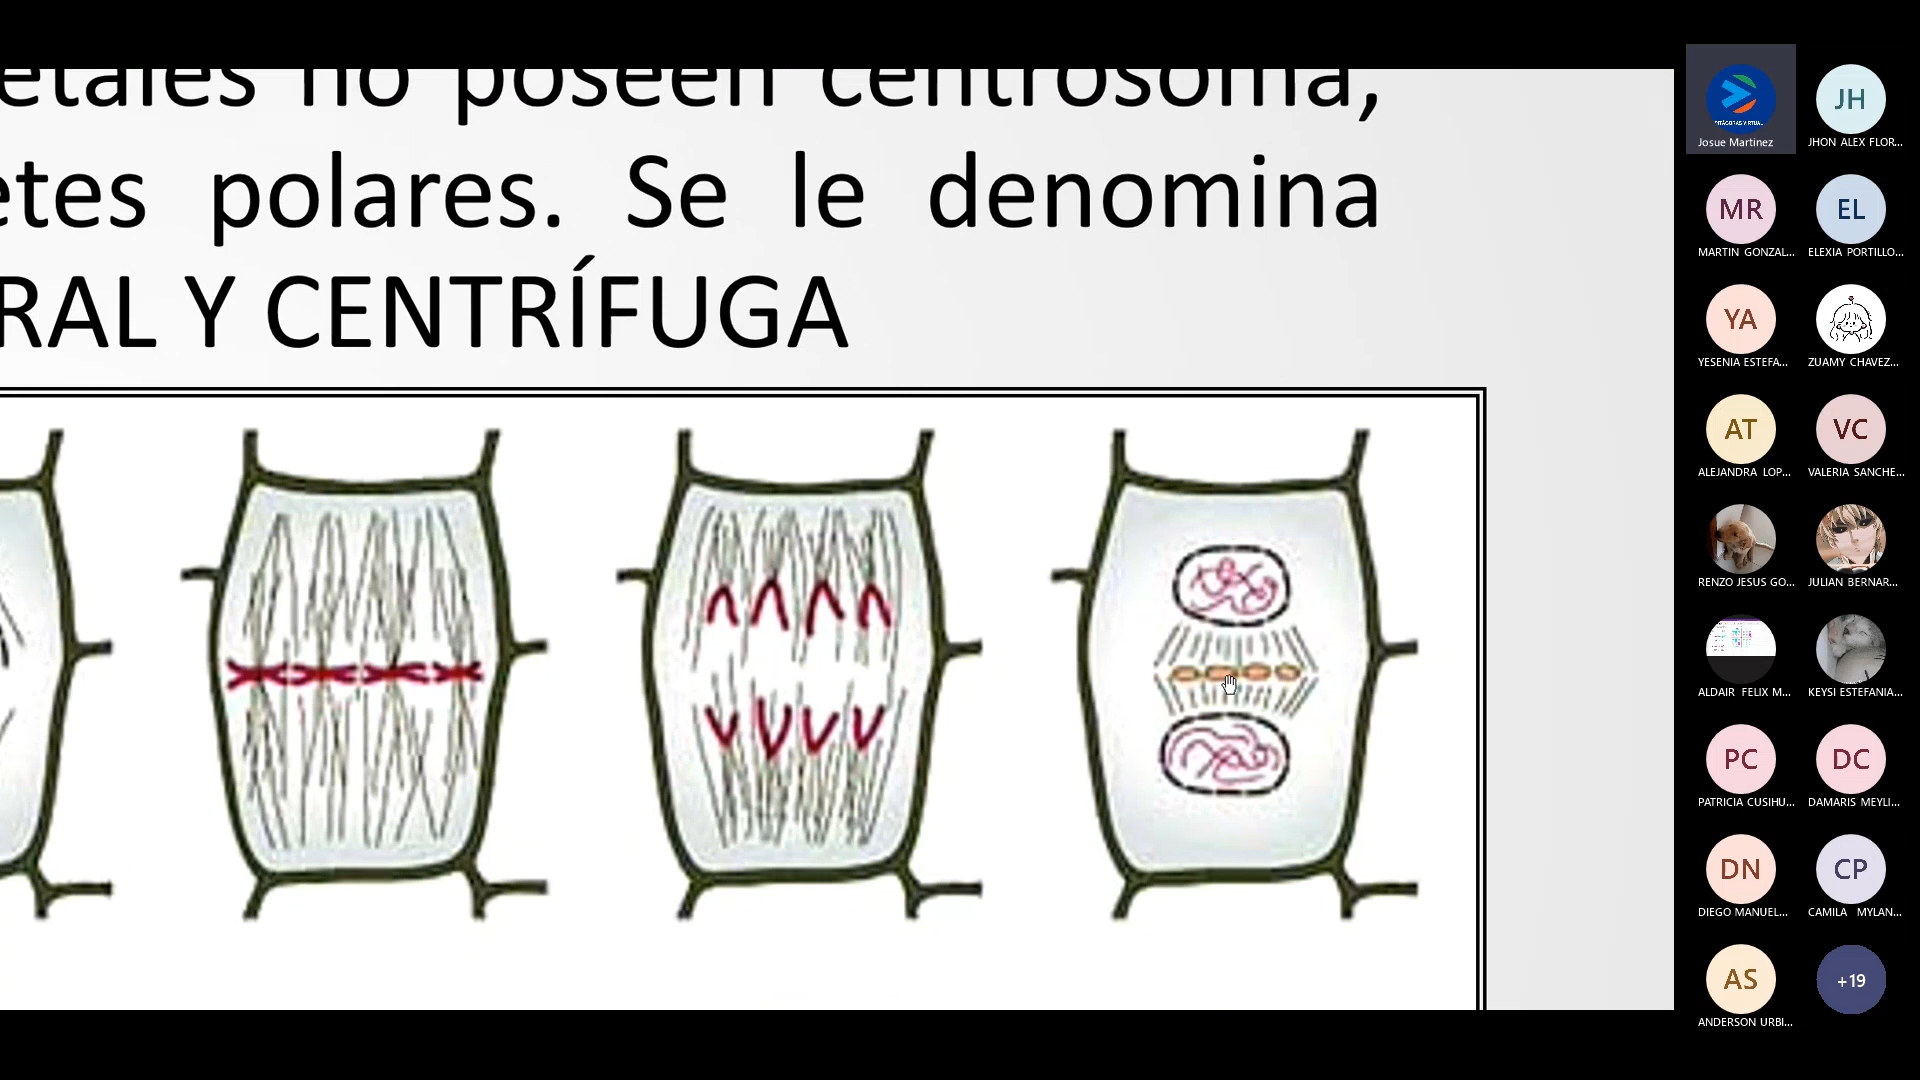 etales no poseen centrosoma,
etes polares. Se le denomina
RAL Y CENTRÍFUGA
PITÁGORAS VIRTUAL
Josue Martinez
JH
JHON ALEX FLOR...
MR
MARTIN GONZAL...
EL
ELEXIA PORTILLO...
YA
YESENIA ESTEFA...
ZUAMY CHAVEZ...
AT
ALEJANDRA LOP...
VC
VALERIA SANCHE...
RENZO JESUS GO...
JULIAN BERNAR...
ALDAIR FELIX M...
KEYSI ESTEFANIA...
PC
PATRICIA CUSIHU...
DC
DAMARIS MEYLI...
DN
DIEGO MANUEL...
CP
CAMILA MYLAN...
AS
ANDERSON URBI...
+19